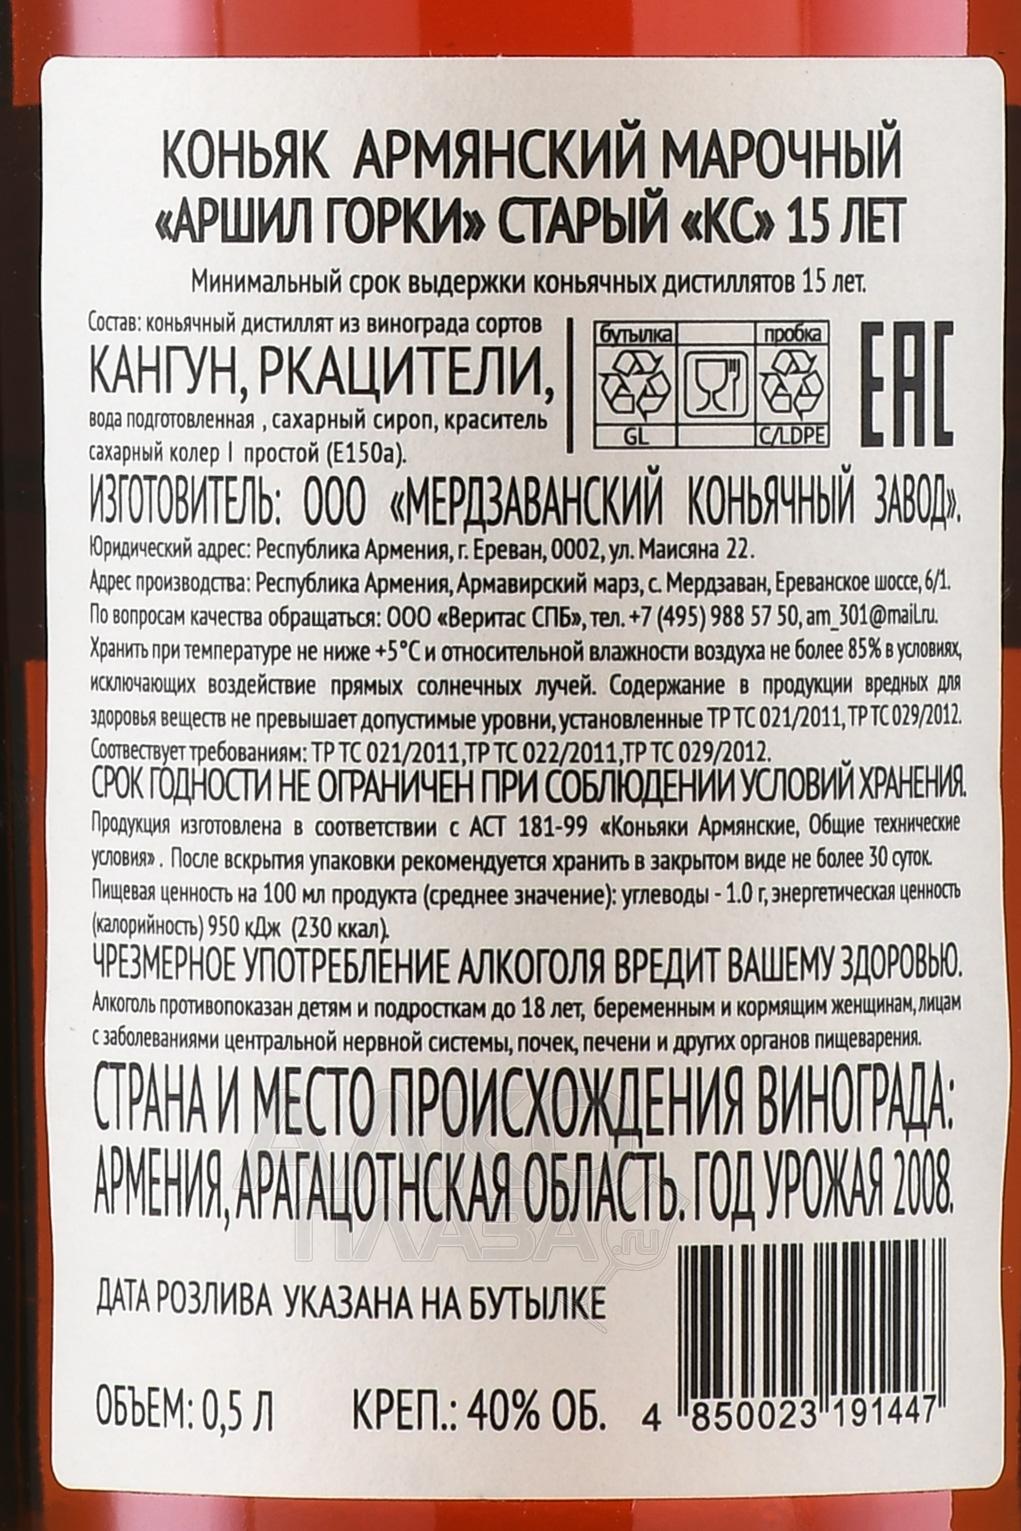 КОНЬЯК АРМЯНСКИЙ МАРОЧНЫЙ
«АРШИЛ ГОРКИ» СТАРЫЙ «КС» 15 ЛЕТ
Минимальный срок выдержки коньячных дистиллятов 15 лет.
Состав: коньячный дистиллят из винограда сортов
КАНГУН, РКАЦИТЕЛИ,
вода подготовленная , сахарный сироп, краситель
сахарный колер I простой (Е150а).
бутылка пробка
GL C/LDPE
EAC
ИЗГОТОВИТЕЛЬ: ООО «МЕРДЗАВАНСКИЙ КОНЬЯЧНЫЙ ЗАВОД».
Юридический адрес: Республика Армения, г. Ереван, 0002, ул. Маисяна 22.
Адрес производства: Республика Армения, Армавирский марз, с. Мердзаван, Ереванское шоссе, 6/1.
По вопросам качества обращаться: ООО «Веритас СПБ», тел. +7 (495) 988 57 50, am_301@mail.ru.
Хранить при температуре не ниже +5°С и относительной влажности воздуха не более 85% в условиях,
исключающих воздействие прямых солнечных лучей. Содержание в продукции вредных для
здоровья веществ не превышает допустимые уровни, установленные ТР ТС 021/2011, ТР ТС 029/2012.
Соотвествует требованиям: ТР ТС 021/2011,ТР ТС 022/2011,ТР ТС 029/2012.
СРОК ГОДНОСТИ НЕ ОГРАНИЧЕН ПРИ СОБЛЮДЕНИИ УСЛОВИЙ ХРАНЕНИЯ.
Продукция изготовлена в соответствии с АСТ 181-99 «Коньяки Армянские, Общие технические
условия» . После вскрытия упаковки рекомендуется хранить в закрытом виде не более 30 суток.
Пищевая ценность на 100 мл продукта (среднее значение): углеводы - 1.0 г, энергетическая ценность
(калорийность) 950 кДж (230 ккал).
ЧРЕЗМЕРНОЕ УПОТРЕБЛЕНИЕ АЛКОГОЛЯ ВРЕДИТ ВАШЕМУ ЗДОРОВЬЮ.
Алкоголь противопоказан детям и подросткам до 18 лет, беременным и кормящим женщинам, лицам
с заболеваниями центральной нервной системы, почек, печени и других органов пищеварения.
СТРАНА И МЕСТО ПРОИСХОЖДЕНИЯ ВИНОГРАДА:
АРМЕНИЯ, АРАГАЦОТНСКАЯ ОБЛАСТЬ. ГОД УРОЖАЯ 2008.
АЛКО
ПЛАЗА.ru
ДАТА РОЗЛИВА УКАЗАНА НА БУТЫЛКЕ
ОБЪЕМ: 0,5 Л КРЕП.: 40% ОБ. 4 850023 191447